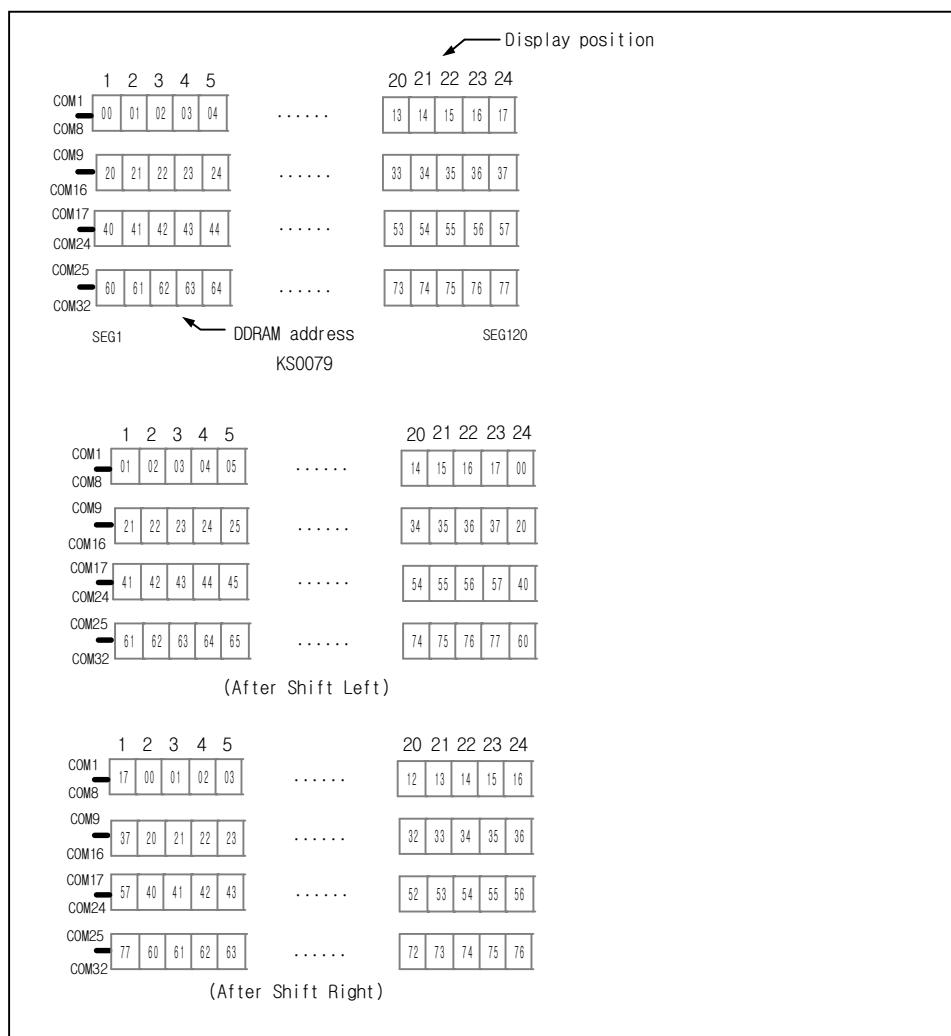 Display position
1 2 3 4 5 20 21 22 23 24
COM1
00 01 02 03 04 ...... 13 14 15 16 17
COM8
COM9
20 21 22 23 24 ...... 33 34 35 36 37
COM16
COM17
40 41 42 43 44 ...... 53 54 55 56 57
COM24
COM25
60 61 62 63 64 ...... 73 74 75 76 77
COM32
SEG1 DDRAM address SEG120
KS0079
1 2 3 4 5 20 21 22 23 24
COM1
01 02 03 04 05 ...... 14 15 16 17 00
COM8
COM9
21 22 23 24 25 ...... 34 35 36 37 20
COM16
COM17
41 42 43 44 45 ...... 54 55 56 57 40
COM24
COM25
61 62 63 64 65 ...... 74 75 76 77 60
COM32
(After Shift Left)
1 2 3 4 5 20 21 22 23 24
COM1
17 00 01 02 03 ...... 12 13 14 15 16
COM8
COM9
37 20 21 22 23 ...... 32 33 34 35 36
COM16
COM17
57 40 41 42 43 ...... 52 53 54 55 56
COM24
COM25
77 60 61 62 63 ...... 72 73 74 75 76
COM32
(After Shift Right)